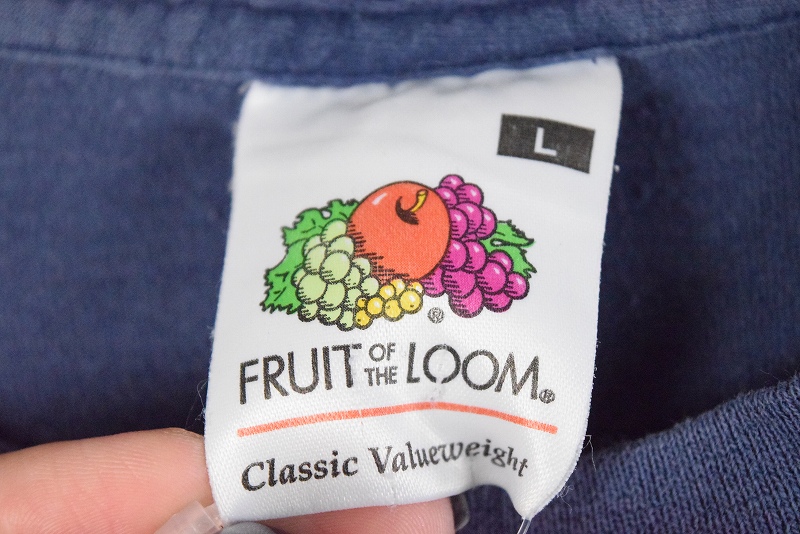 L
®
FRUIT OF THE LOOM®
Classic Valueweight